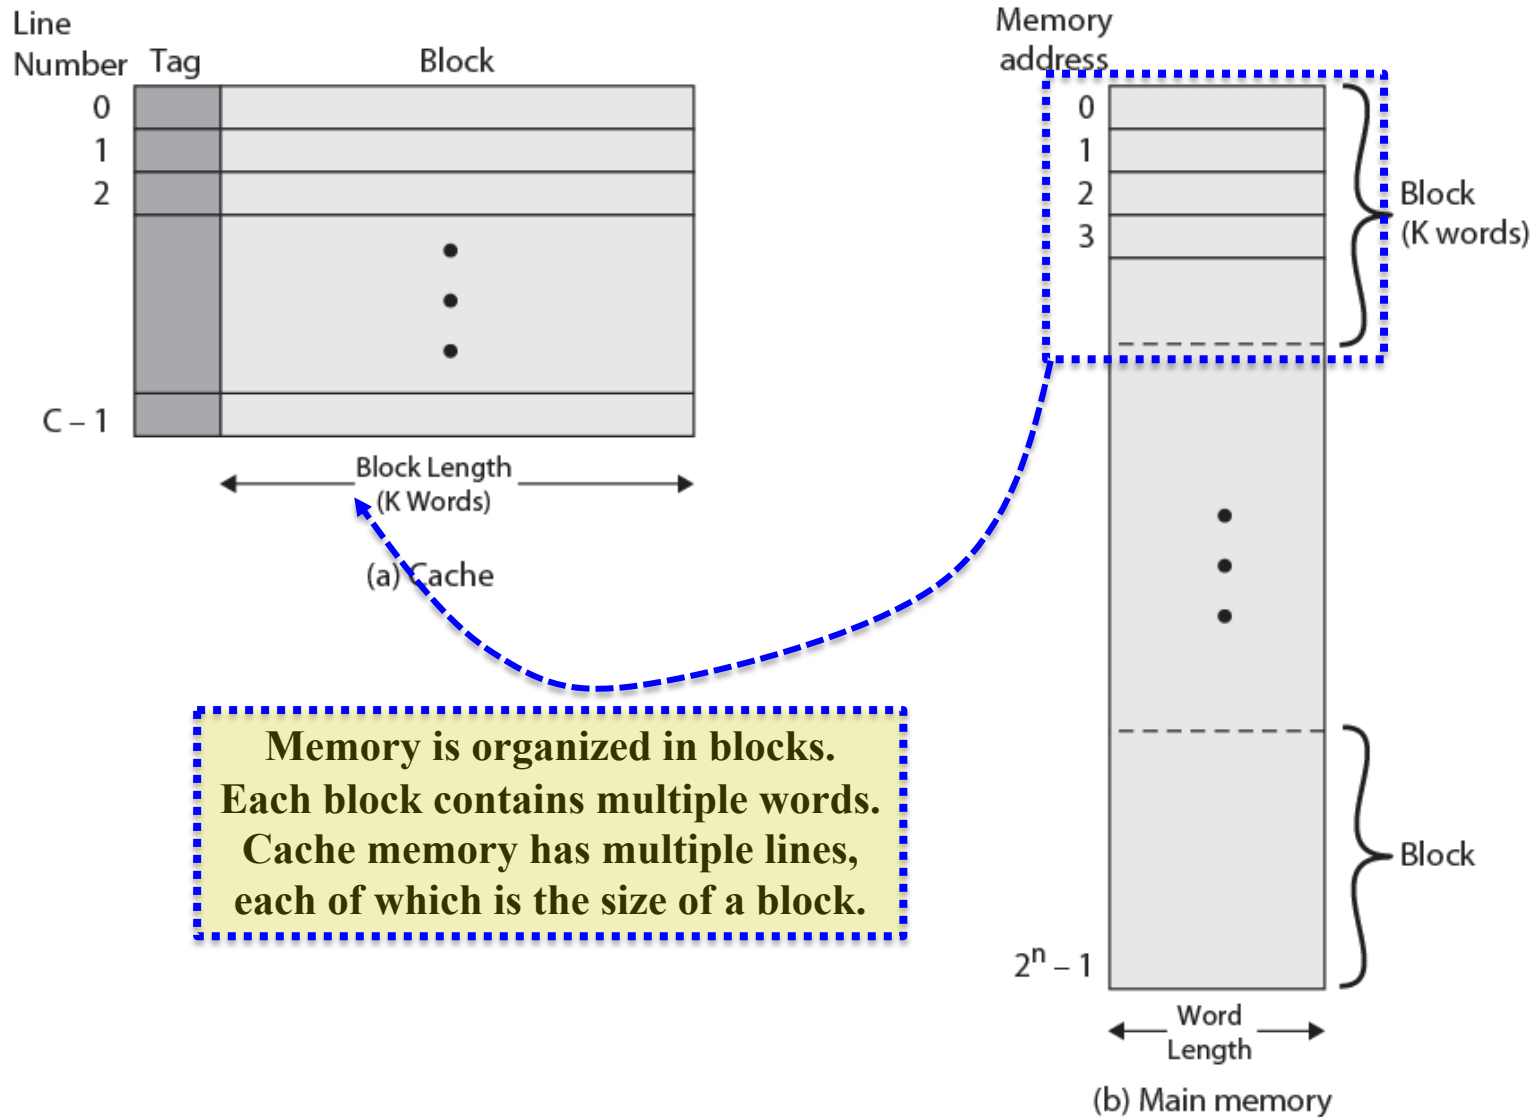 Line
Number
Tag
Block
0
1
2
C – 1
Block Length
(K Words)
(a) Cache
Memory
address
0
1
2
3
Block
(K words)
Block
2ⁿ – 1
Word
Length
(b) Main memory
Memory is organized in blocks.
Each block contains multiple words.
Cache memory has multiple lines,
each of which is the size of a block.